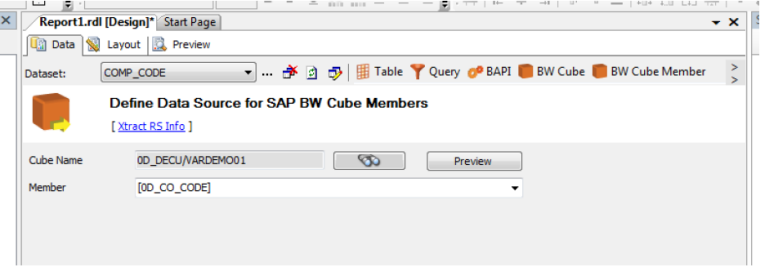 Report1.rdl [Design]* Start Page
Data Layout Preview
Dataset: COMP_CODE ... Table Query BAPI BW Cube BW Cube Member
Define Data Source for SAP BW Cube Members
[ Xtract RS Info ]
Cube Name 0D_DECU/VARDEMO01 Preview
Member [0D_CO_CODE]